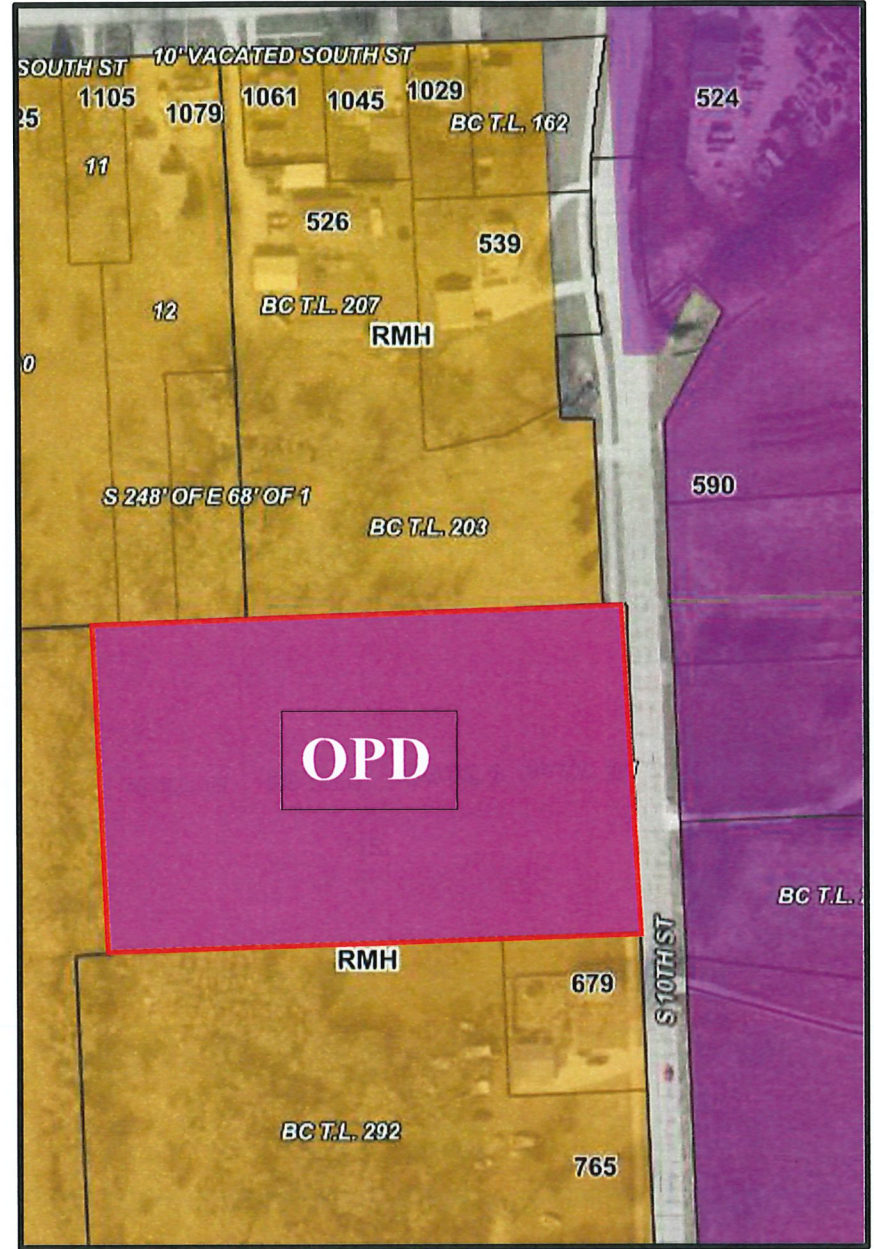 SOUTH ST
10' VACATED SOUTH ST
25
1105
1079
1061
1045
1029
BC T.L. 162
524
11
526
539
12
BC T.L. 207
RMH
0
590
S 248' OF E 68' OF 1
BC T.L. 203
OPD
BC T.L.
RMH
679
S 10TH ST
BC T.L. 292
765